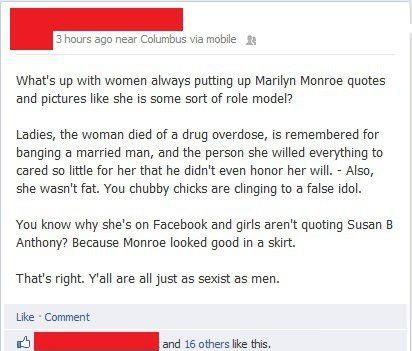 3 hours ago near Columbus via mobile
What's up with women always putting up Marilyn Monroe quotes
and pictures like she is some sort of role model?
Ladies, the woman died of a drug overdose, is remembered for
banging a married man, and the person she willed everything to
cared so little for her that he didn't even honor her will. - Also,
she wasn't fat. You chubby chicks are clinging to a false idol.
You know why she's on Facebook and girls aren't quoting Susan B
Anthony? Because Monroe looked good in a skirt.
That's right. Y'all are all just as sexist as men.
Like · Comment
and 16 others like this.